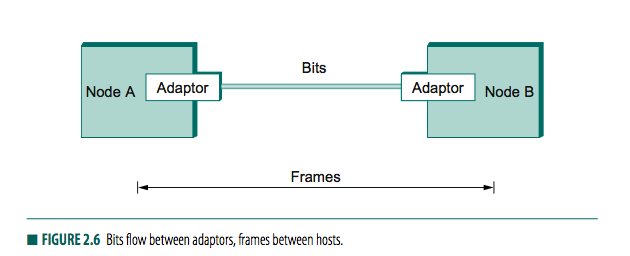 Bits
Node A
Adaptor
Adaptor
Node B
Frames
■ FIGURE 2.6 Bits flow between adaptors, frames between hosts.